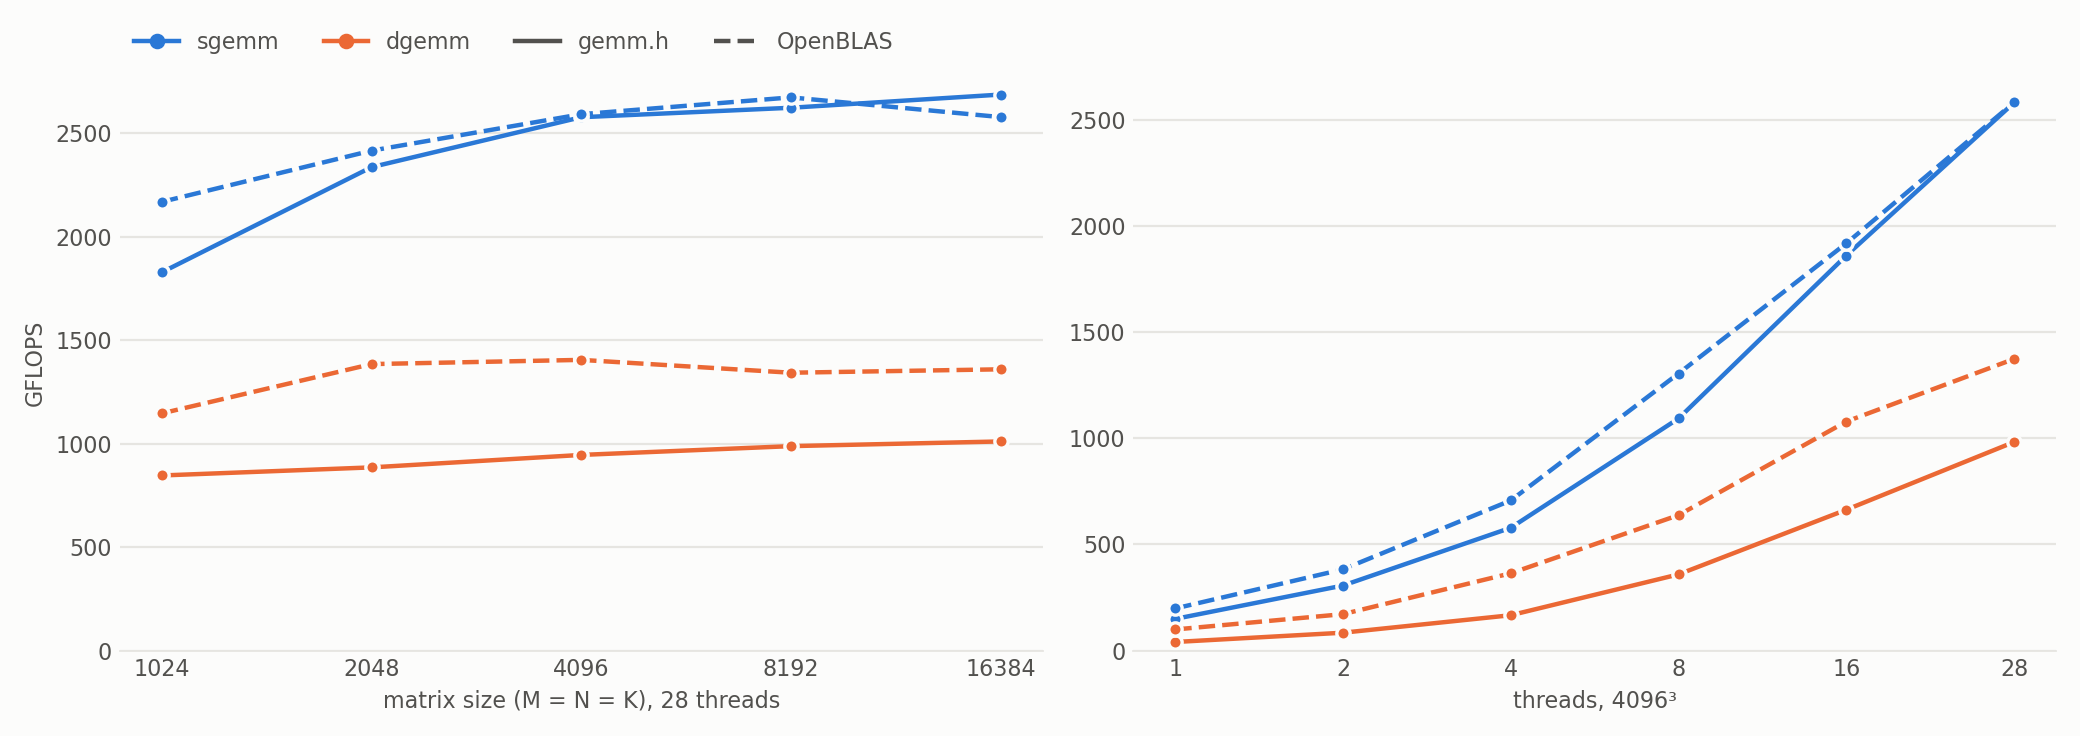 sgemm dgemm gemm.h OpenBLAS
GFLOPS
2500
2000
1500
1000
500
0
1024 2048 4096 8192 16384
matrix size (M = N = K), 28 threads
2500
2000
1500
1000
500
0
1 2 4 8 16 28
threads, 4096³